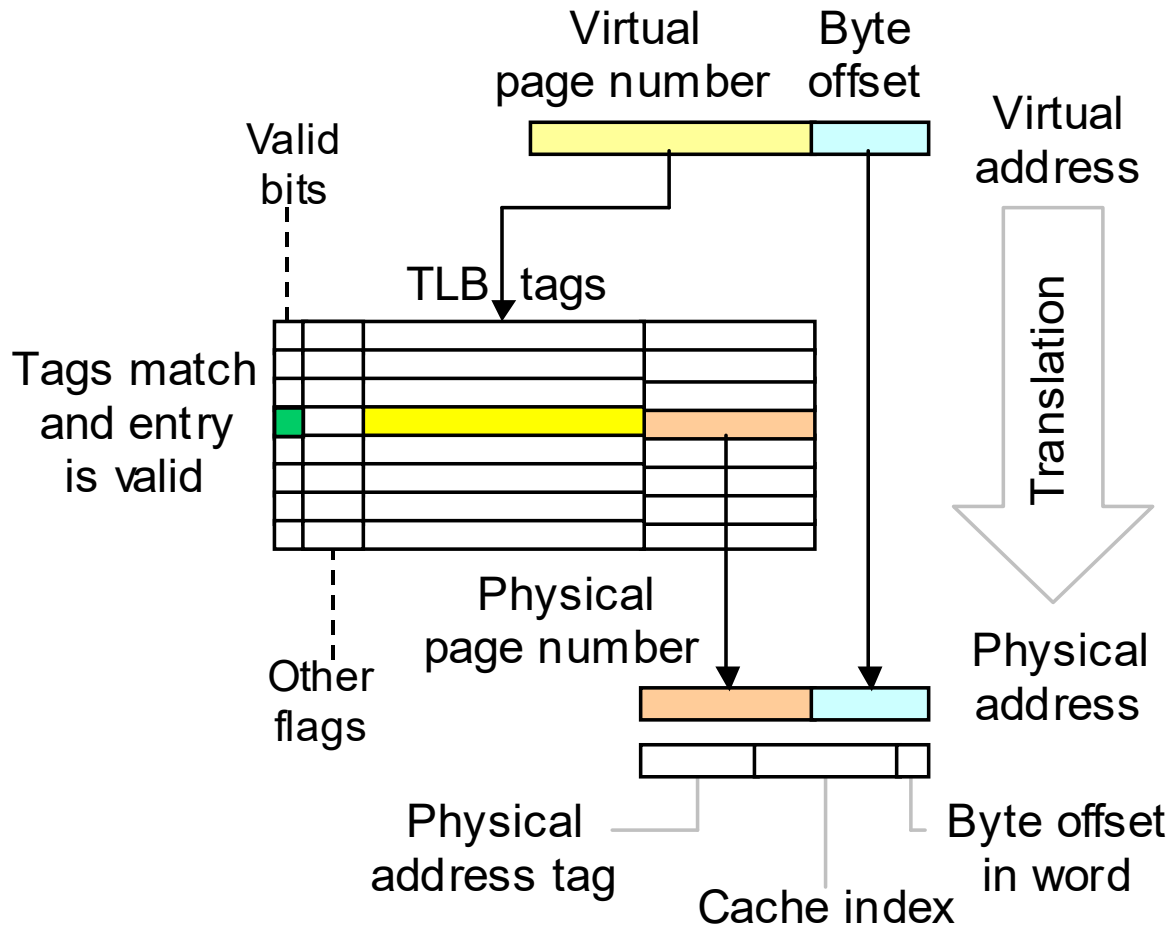 Virtual
page number
Byte
offset
Virtual
address
Valid
bits
TLB tags
Tags match
and entry
is valid
Translation
Physical
page number
Other
flags
Physical
address
Physical
address tag
Cache index
Byte offset
in word